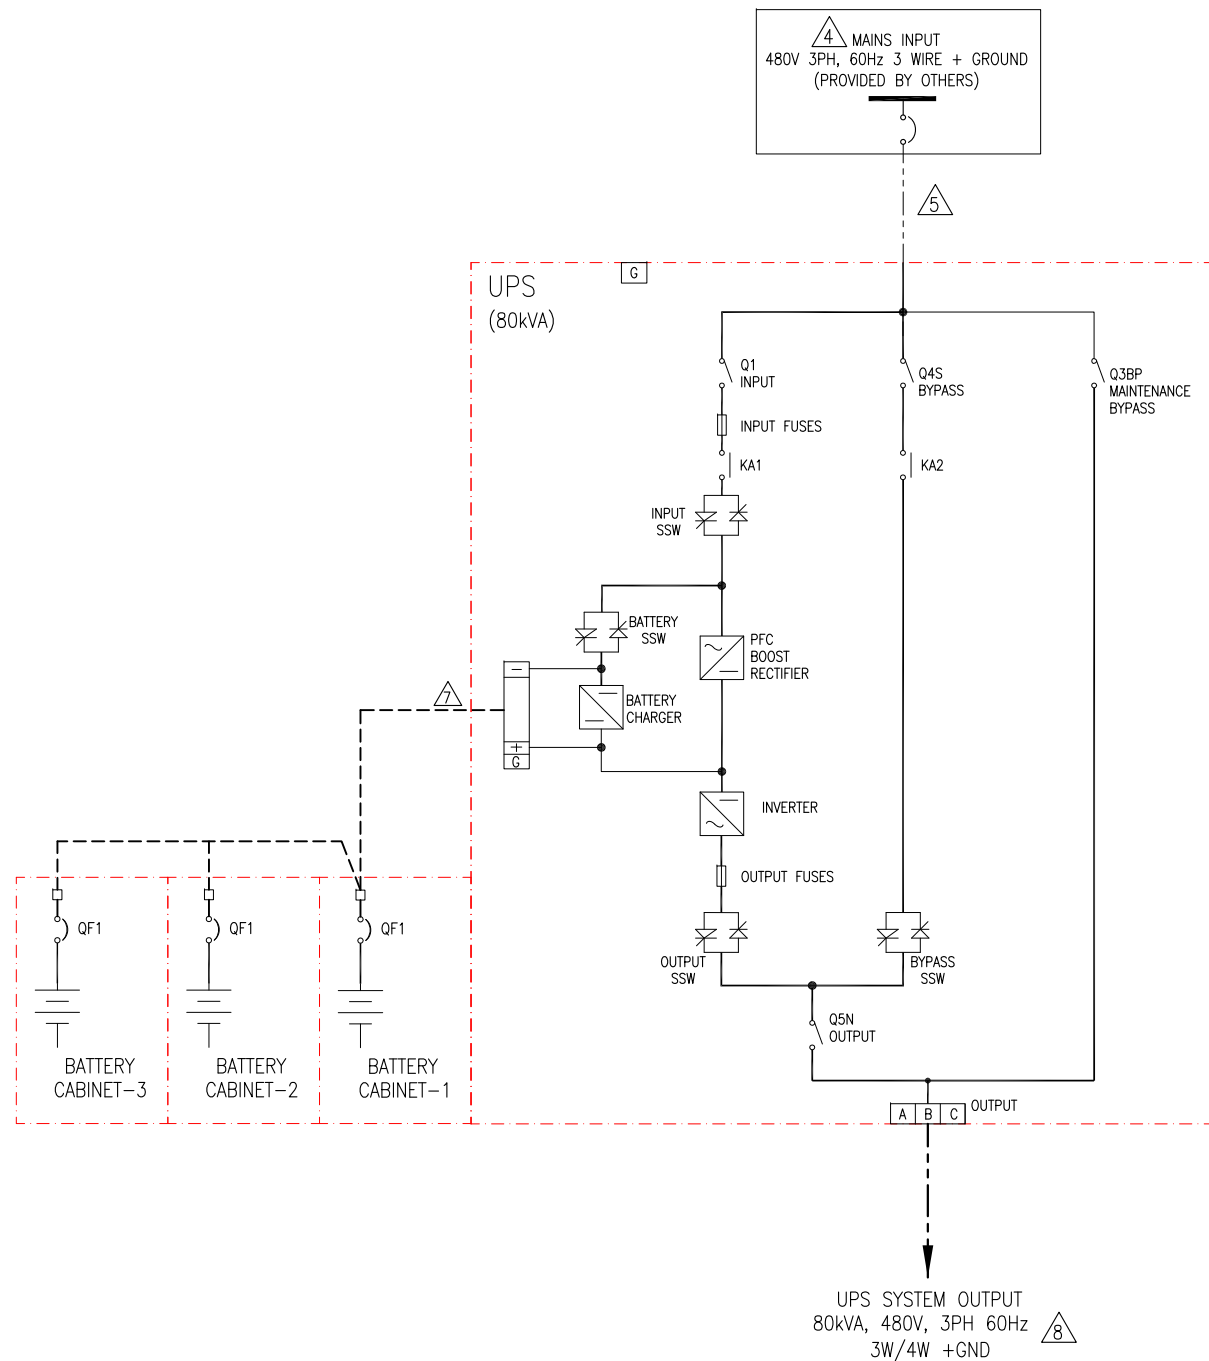 4
MAINS INPUT
480V 3PH, 60Hz 3 WIRE + GROUND
(PROVIDED BY OTHERS)
5
G
UPS
(80kVA)
Q1
INPUT
Q4S
BYPASS
Q3BP
MAINTENANCE
BYPASS
INPUT FUSES
KA1
KA2
INPUT
SSW
BATTERY
SSW
PFC
BOOST
RECTIFIER
−
7
BATTERY
CHARGER
+
G
INVERTER
OUTPUT FUSES
QF1
QF1
QF1
OUTPUT
SSW
BYPASS
SSW
Q5N
OUTPUT
BATTERY
CABINET−3
BATTERY
CABINET−2
BATTERY
CABINET−1
A B C
OUTPUT
UPS SYSTEM OUTPUT
80kVA, 480V, 3PH 60Hz
3W/4W +GND
8